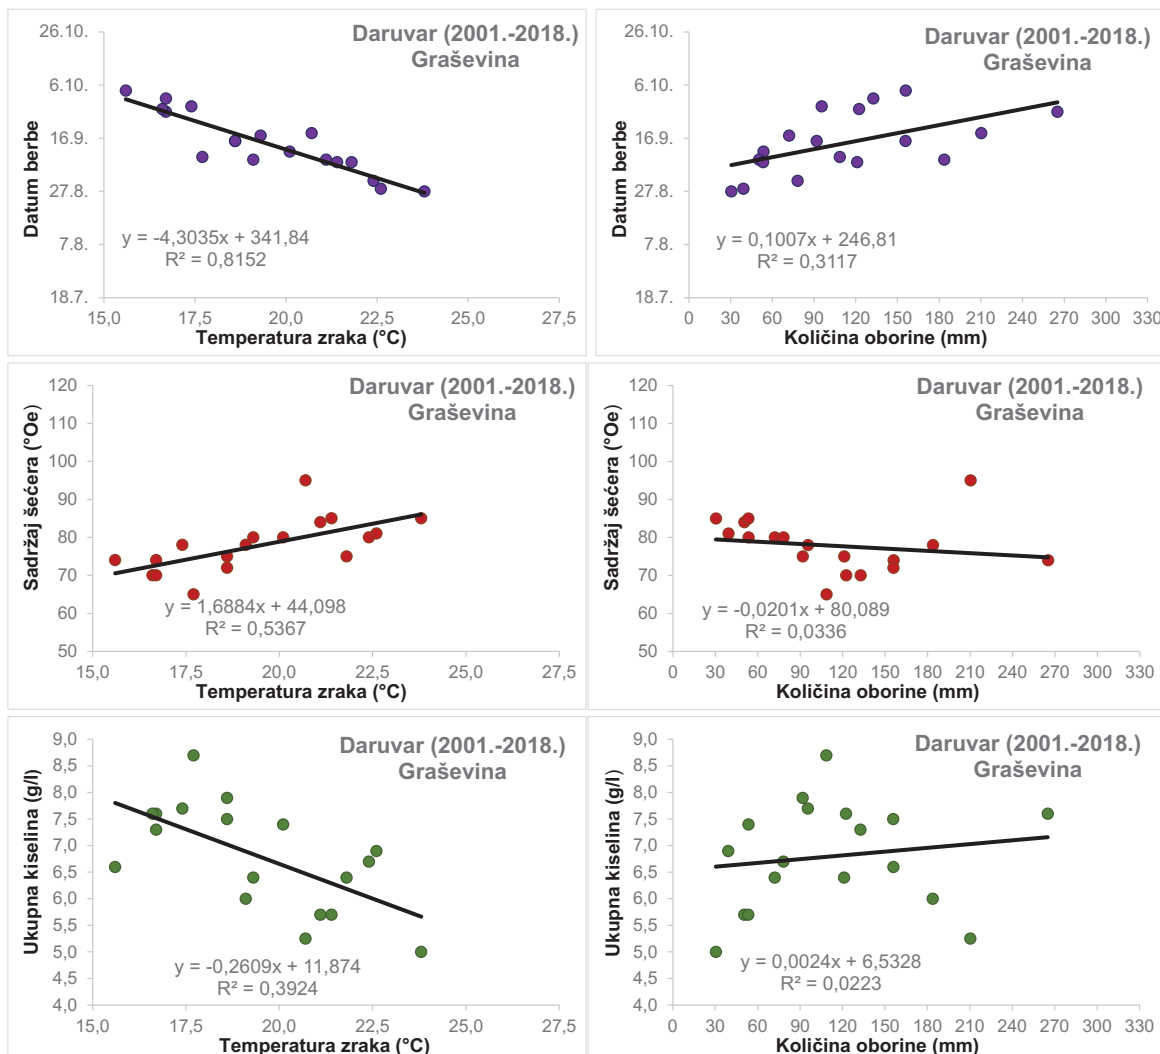 Daruvar (2001.-2018.)
Graševina
Datum berbe
26.10.
6.10.
16.9.
27.8.
7.8.
18.7.
y = -4,3035x + 341,84
R² = 0,8152
15,0 17,5 20,0 22,5 25,0 27,5
Temperatura zraka (°C)
Daruvar (2001.-2018.)
Graševina
Datum berbe
26.10.
6.10.
16.9.
27.8.
7.8.
18.7.
y = 0,1007x + 246,81
R² = 0,3117
0 30 60 90 120 150 180 210 240 270 300 330
Količina oborine (mm)
Daruvar (2001.-2018.)
Graševina
Sadržaj šećera (°Oe)
120
110
100
90
80
70
60
50
y = 1,6884x + 44,098
R² = 0,5367
15,0 17,5 20,0 22,5 25,0 27,5
Temperatura zraka (°C)
Daruvar (2001.-2018.)
Graševina
Sadržaj šećera (°Oe)
120
110
100
90
80
70
60
50
y = -0,0201x + 80,089
R² = 0,0336
0 30 60 90 120 150 180 210 240 270 300 330
Količina oborine (mm)
Daruvar (2001.-2018.)
Graševina
Ukupna kiselina (g/l)
9,0
8,5
8,0
7,5
7,0
6,5
6,0
5,5
5,0
4,5
4,0
y = -0,2609x + 11,874
R² = 0,3924
15,0 17,5 20,0 22,5 25,0 27,5
Temperatura zraka (°C)
Daruvar (2001.-2018.)
Graševina
Ukupna kiselina (g/l)
9,0
8,5
8,0
7,5
7,0
6,5
6,0
5,5
5,0
4,5
4,0
y = 0,0024x + 6,5328
R² = 0,0223
0 30 60 90 120 150 180 210 240 270 300 330
Količina oborine (mm)